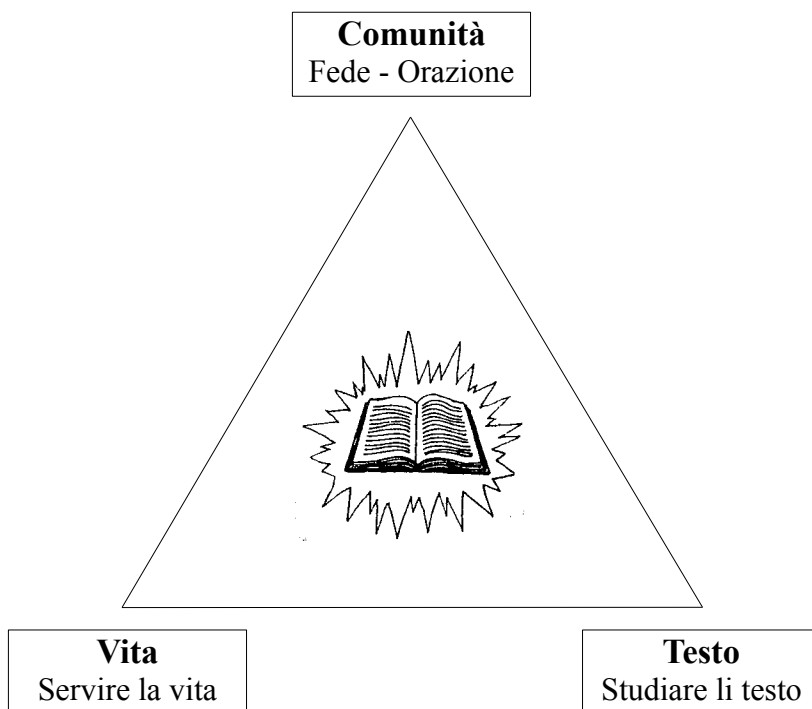 Comunità
Fede - Orazione
Vita
Servire la vita
Testo
Studiare li testo